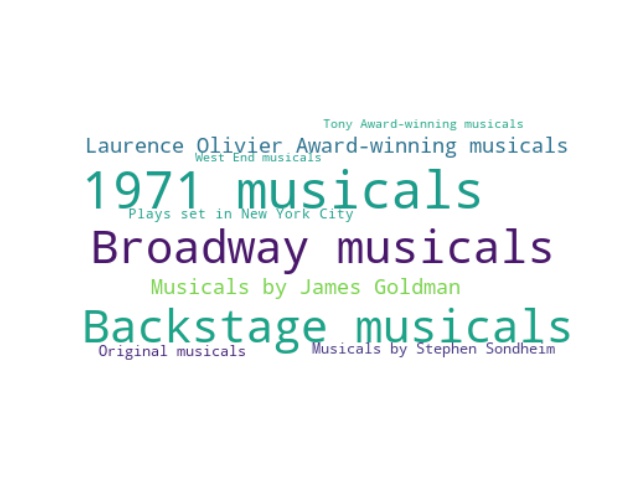 Tony Award-winning musicals
Laurence Olivier Award-winning musicals
West End musicals
1971 musicals
Plays set in New York City
Broadway musicals
Musicals by James Goldman
Backstage musicals
Original musicals
Musicals by Stephen Sondheim